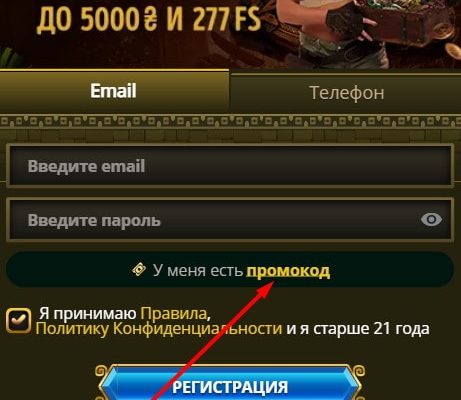 ДО 5000 ₴ И 277 FS
Email
Телефон
Введите email
Введите пароль
У меня есть промокод
Я принимаю Правила,
Политику Конфиденциальности и я старше 21 года
РЕГИСТРАЦИЯ